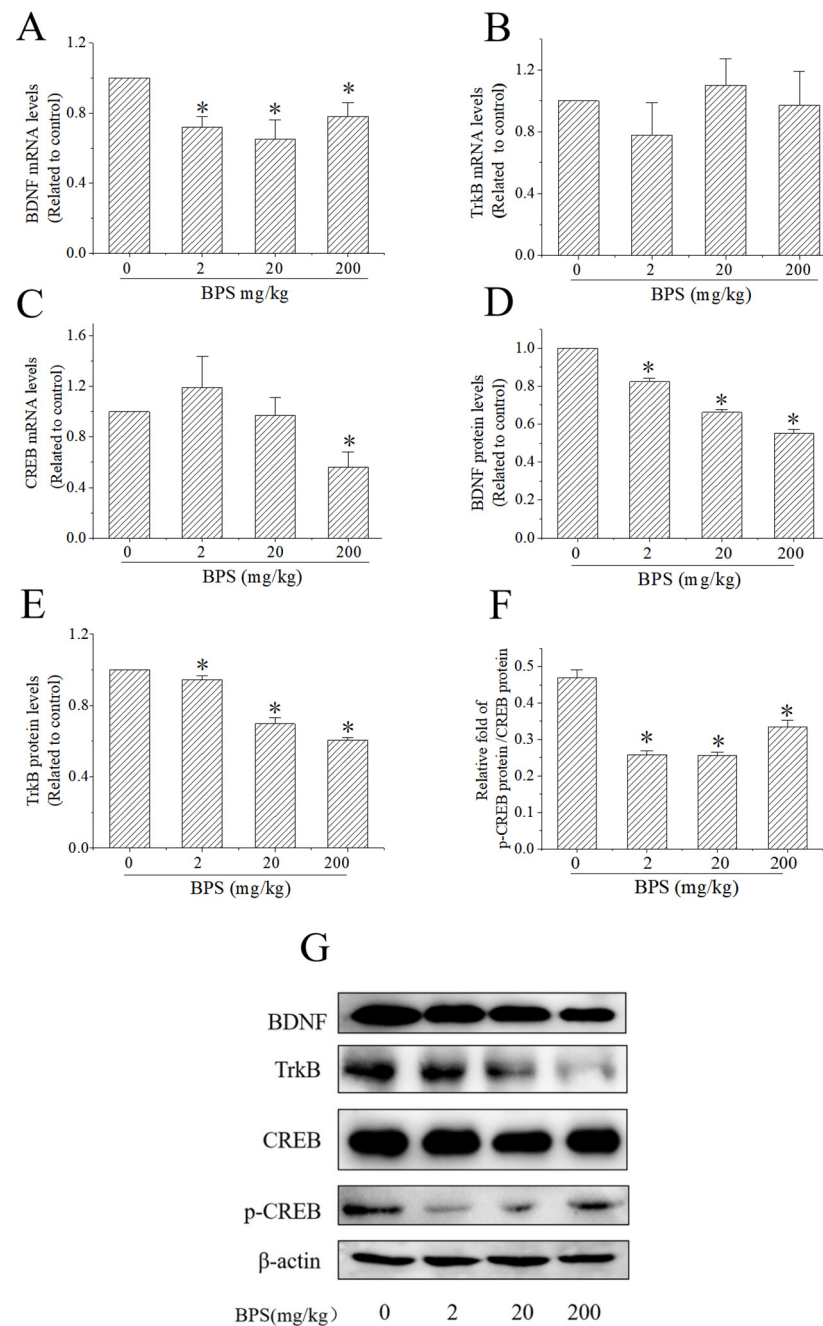 A
BDNF mRNA levels
(Related to control)
1.2
0.8
0.4
0.0
* * *
0 2 20 200
BPS mg/kg
B
TrkB mRNA levels
(Related to control)
1.2
0.8
0.4
0.0
0 2 20 200
BPS (mg/kg)
C
CREB mRNA levels
(Related to control)
1.6
1.2
0.8
0.4
0.0
*
0 2 20 200
BPS (mg/kg)
D
BDNF protein levels
(Related to control)
1.0
0.8
0.6
0.4
0.2
0.0
* * *
0 2 20 200
BPS (mg/kg)
E
TrkB protein levels
(Related to control)
1.2
0.8
0.4
0.0
* * *
0 2 20 200
BPS (mg/kg)
F
Relative fold of
p-CREB protein /CREB protein
0.5
0.4
0.3
0.2
0.1
0.0
* * *
0 2 20 200
BPS (mg/kg)
G
BDNF
TrkB
CREB
p-CREB
β-actin
BPS(mg/kg） 0 2 20 200